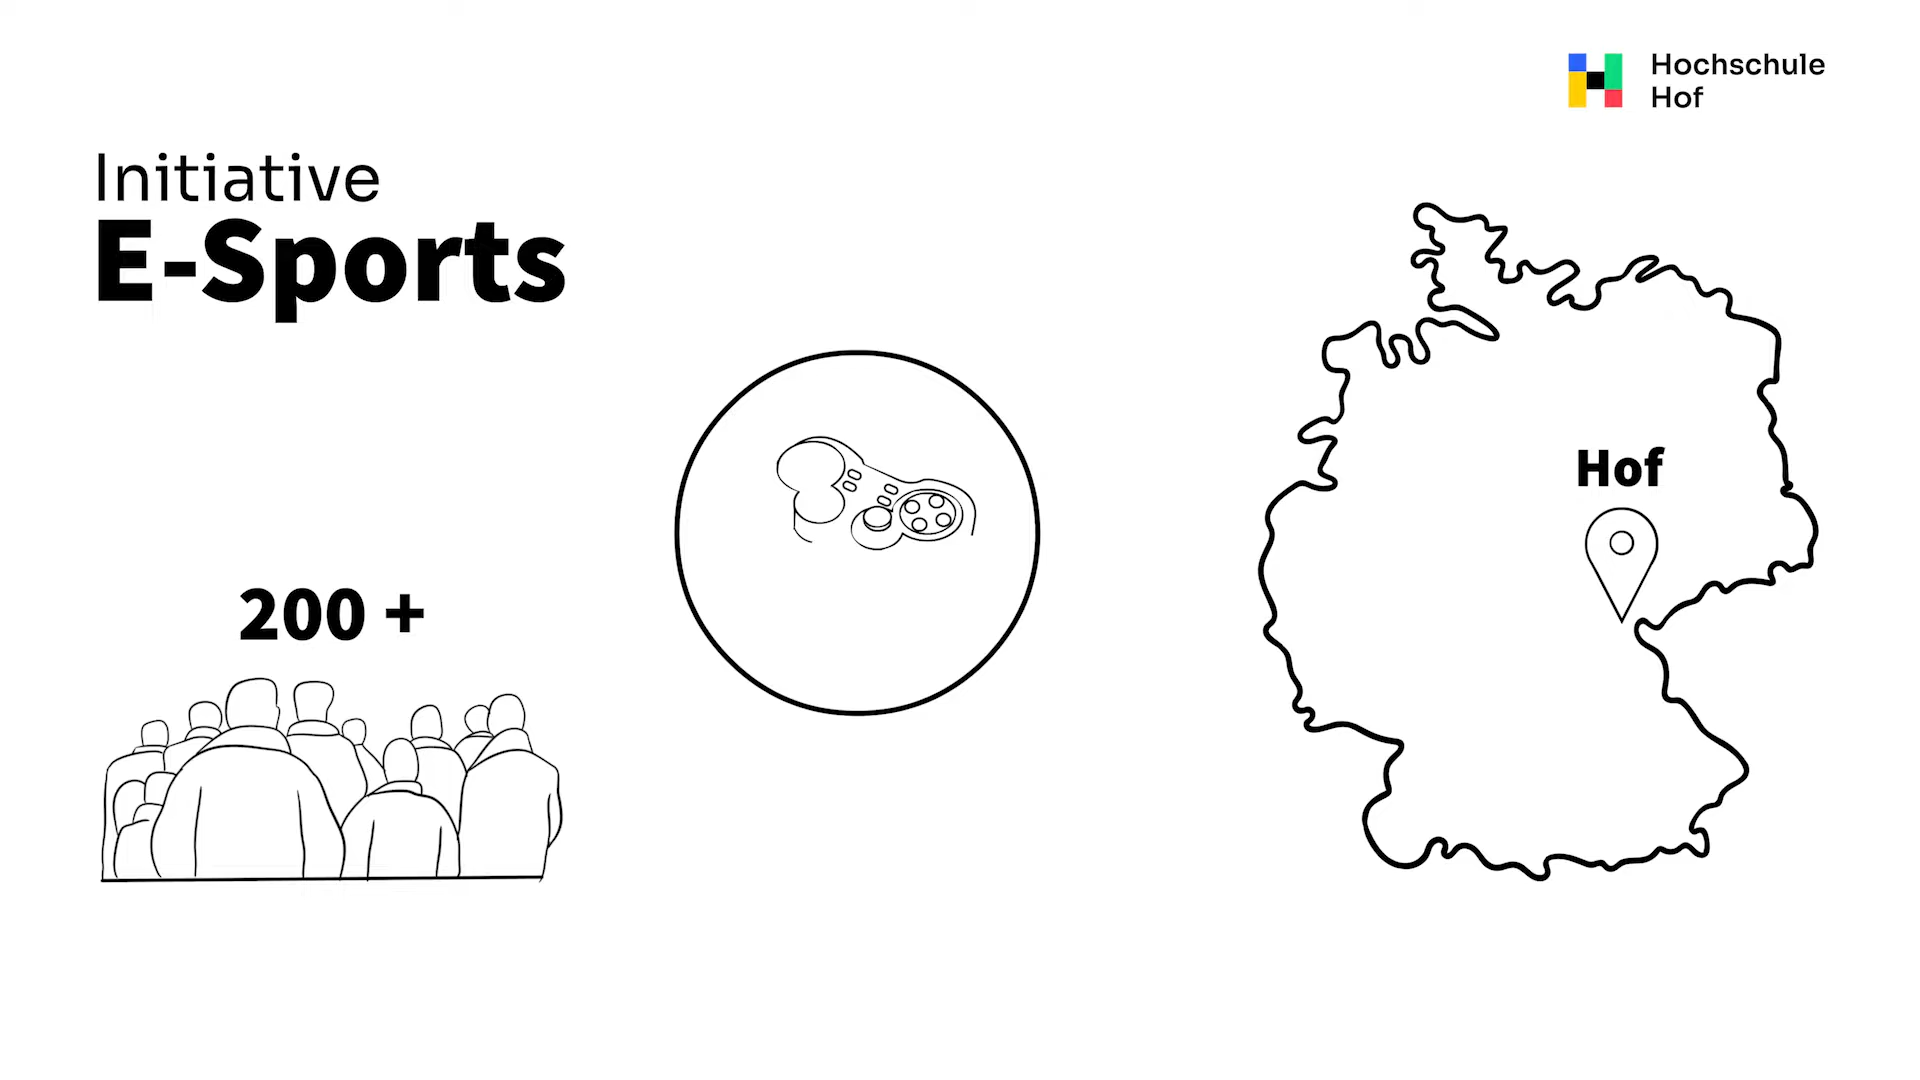 Hochschule
Hof
Initiative
E-Sports
Hof
200 +